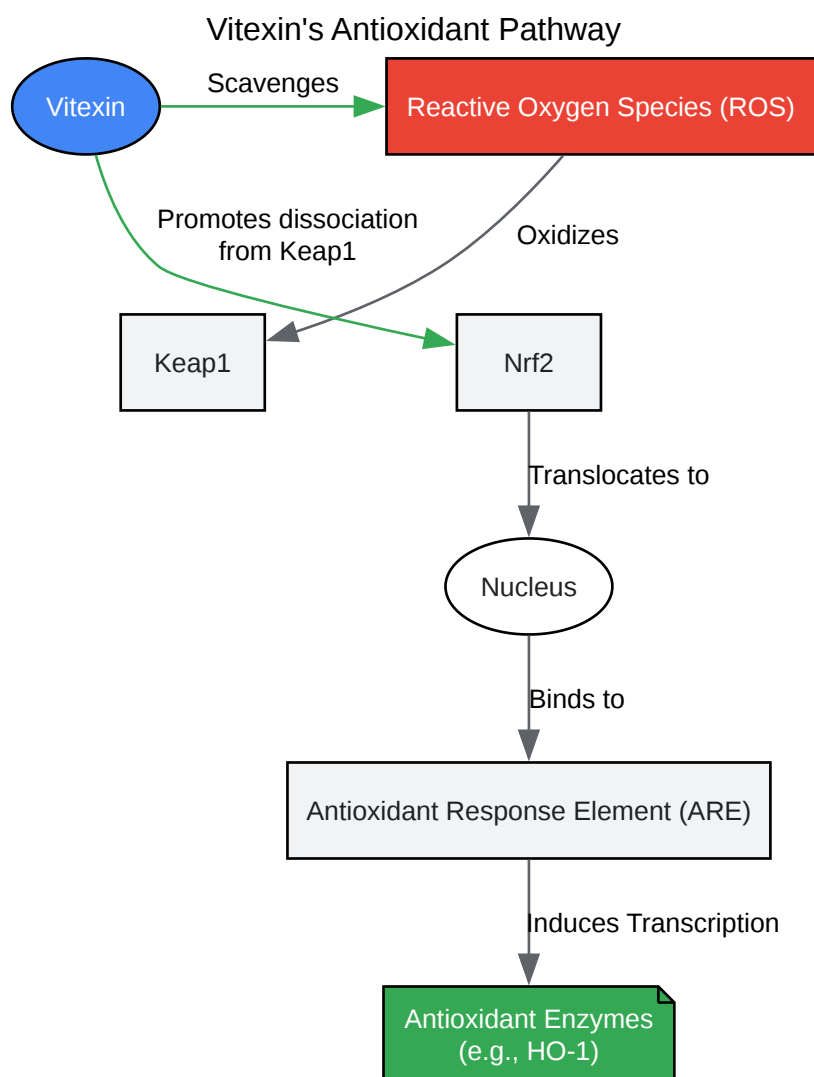 Vitexin's Antioxidant Pathway
Scavenges
Vitexin
Reactive Oxygen Species (ROS)
Promotes dissociation
from Keap1
Oxidizes
Keap1
Nrf2
Translocates to
Nucleus
Binds to
Antioxidant Response Element (ARE)
Induces Transcription
Antioxidant Enzymes
(e.g., HO-1)